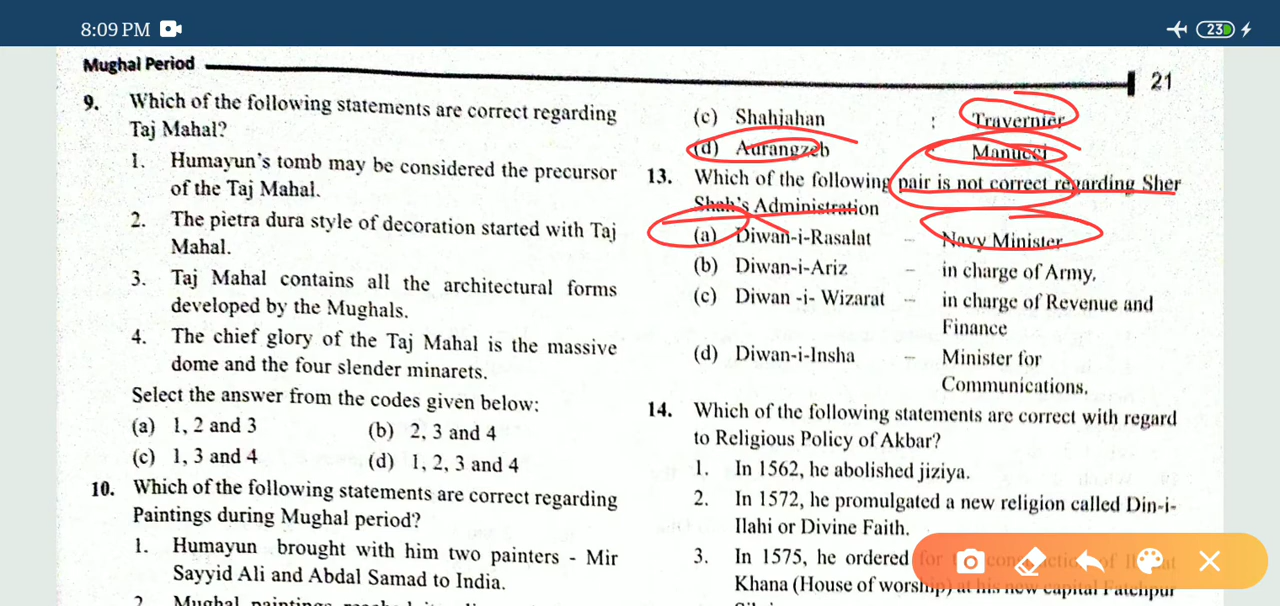 8:09 PM
23
Mughal Period
21
9. Which of the following statements are correct regarding
Taj Mahal?
1. Humayun's tomb may be considered the precursor
of the Taj Mahal.
2. The pietra dura style of decoration started with Taj
Mahal.
3. Taj Mahal contains all the architectural forms
developed by the Mughals.
4. The chief glory of the Taj Mahal is the massive
dome and the four slender minarets.
Select the answer from the codes given below:
(a) 1, 2 and 3 (b) 2, 3 and 4
(c) 1, 3 and 4 (d) 1, 2, 3 and 4
10. Which of the following statements are correct regarding
Paintings during Mughal period?
1. Humayun brought with him two painters - Mir
Sayyid Ali and Abdal Samad to India.
2. Mughal
(c) Shahjahan : Travernier
(d) Aurangzeb Manucci
13. Which of the following pair is not correct regarding Sher
Shah's Administration
(a) Diwan-i-Rasalat – Navy Minister
(b) Diwan-i-Ariz – in charge of Army,
(c) Diwan -i- Wizarat – in charge of Revenue and
Finance
(d) Diwan-i-Insha – Minister for
Communications,
14. Which of the following statements are correct with regard
to Religious Policy of Akbar?
1. In 1562, he abolished jiziya.
2. In 1572, he promulgated a new religion called Din-i-
Ilahi or Divine Faith.
3. In 1575, he ordered for
Khana (House of worship) at his new capital Fatehpur